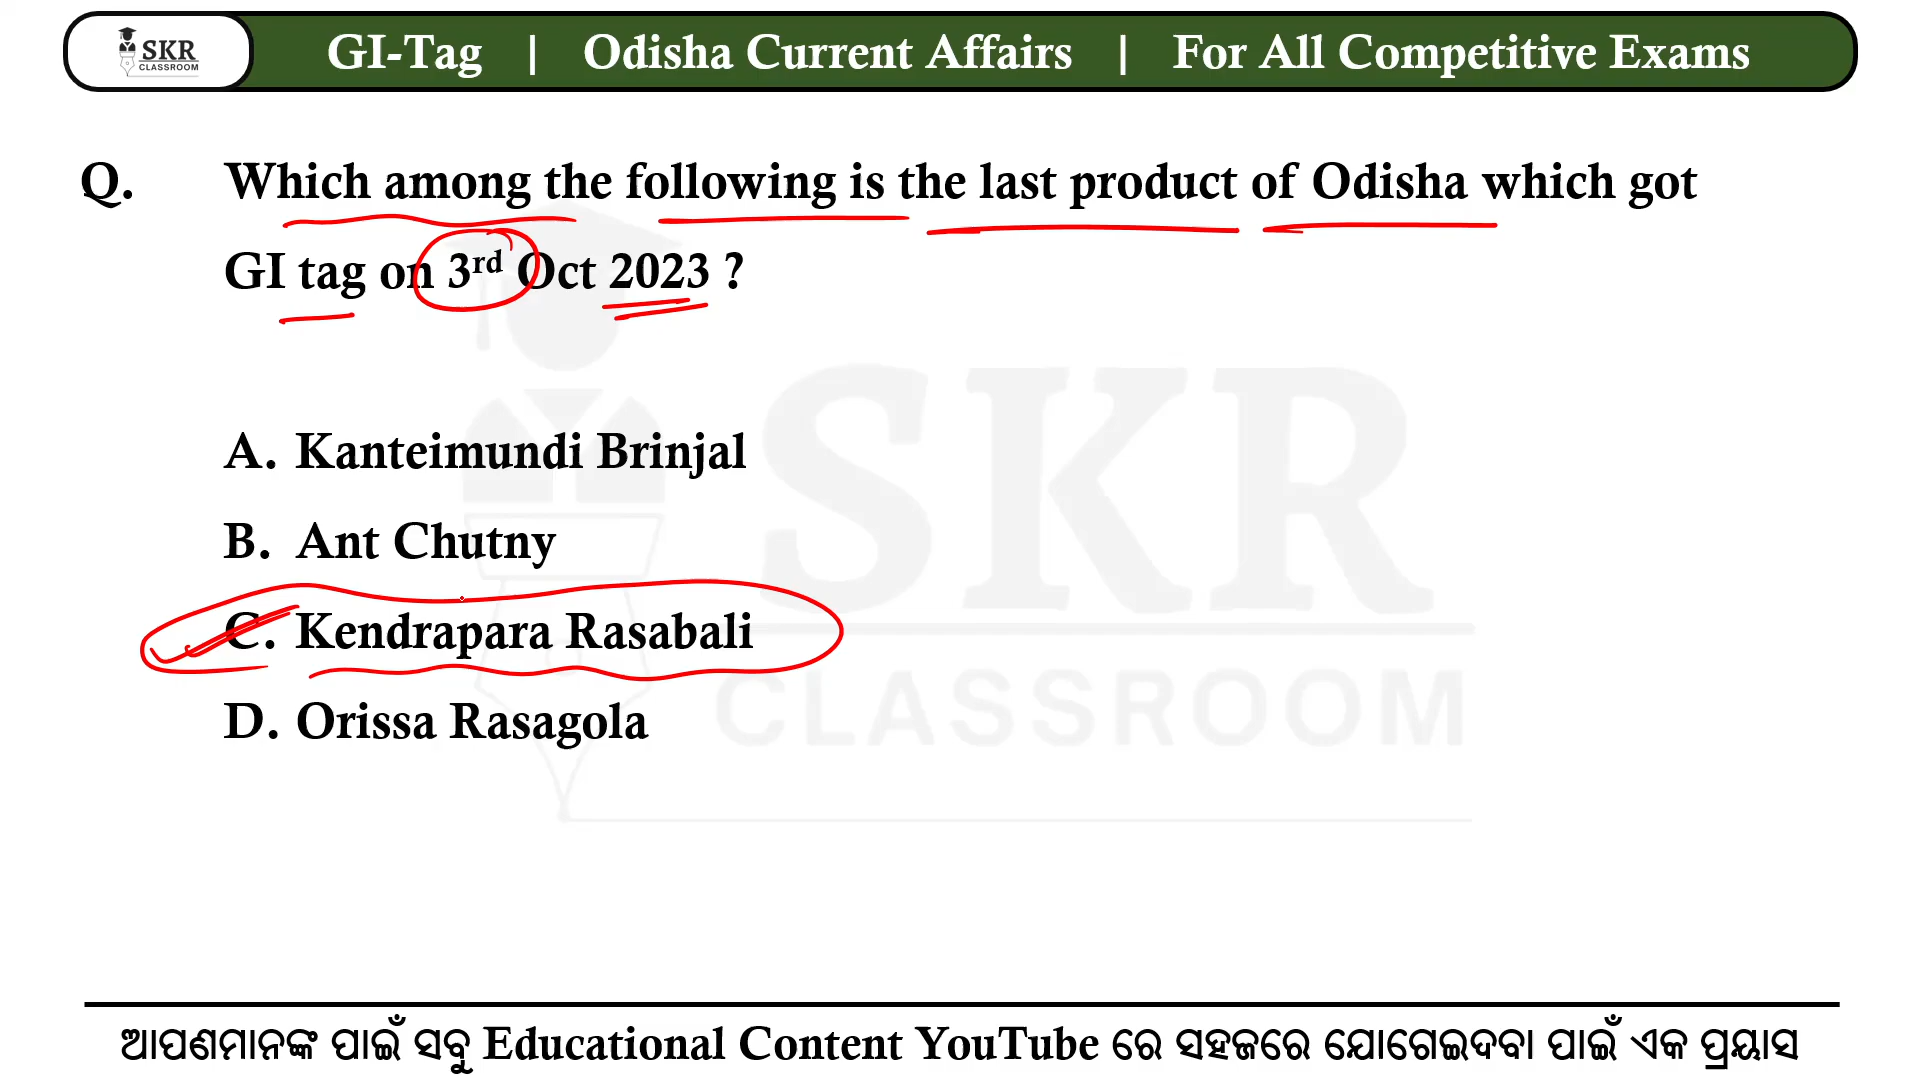 SKR
CLASSROOM
GI-Tag | Odisha Current Affairs | For All Competitive Exams
Q. Which among the following is the last product of Odisha which got
GI tag on 3rd Oct 2023 ?
A. Kanteimundi Brinjal
B. Ant Chutny
C. Kendrapara Rasabali
D. Orissa Rasagola
SKR
CLASSROOM
ଆପଣମାନଙ୍କ ପାଇଁ ସବୁ Educational Content YouTube ରେ ସହଜରେ ଯୋଗେଇଦବା ପାଇଁ ଏକ ପ୍ରୟାସ